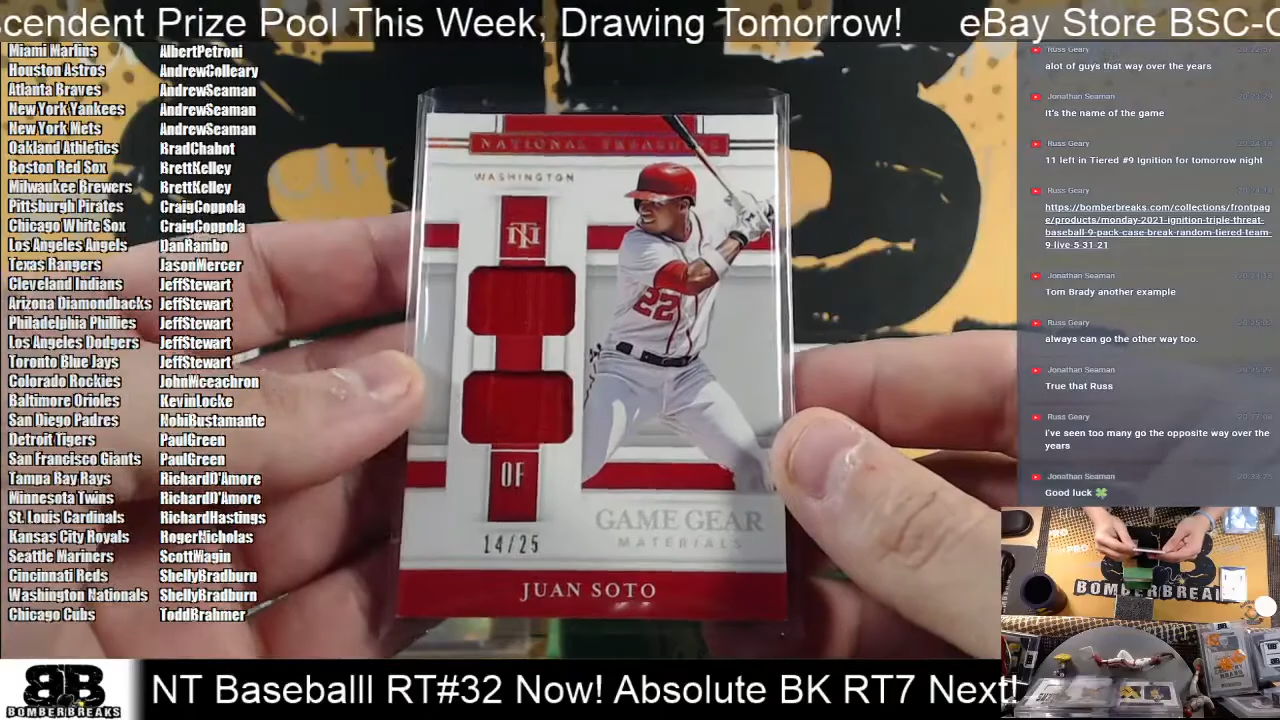 scendent Prize Pool This Week, Drawing Tomorrow! eBay Store BSC-C
Miami Marlins AlbertPetroni
Houston Astros AndrewColleary
Atlanta Braves AndrewSeaman
New York Yankees AndrewSeaman
New York Mets AndrewSeaman
Oakland Athletics BradChabot
Boston Red Sox BrettKelley
Milwaukee Brewers BrettKelley
Pittsburgh Pirates CraigCoppola
Chicago White Sox CraigCoppola
Los Angeles Angels DanRambo
Texas Rangers JasonMercer
Cleveland Indians JeffStewart
Arizona Diamondbacks JeffStewart
Philadelphia Phillies JeffStewart
Los Angeles Dodgers JeffStewart
Toronto Blue Jays JeffStewart
Colorado Rockies JohnMceachron
Baltimore Orioles KevinLocke
San Diego Padres NobiBustamante
Detroit Tigers PaulGreen
San Francisco Giants PaulGreen
Tampa Bay Rays RichardD'Amore
Minnesota Twins RichardD'Amore
St. Louis Cardinals RichardHastings
Kansas City Royals RogerNicholas
Seattle Mariners ScottMagin
Cincinnati Reds ShellyBradburn
Washington Nationals ShellyBradburn
Chicago Cubs ToddBrahmer
NATIONAL TREASURES
WASHINGTON
NT
22
OF
GAME GEAR
MATERIALS
14/25
JUAN SOTO
Russ Geary
alot of guys that way over the years
Jonathan Seaman
it's the name of the game
Russ Geary
11 left in Tiered #9 Ignition for tomorrow night
Russ Geary
https://bomberbreaks.com/collections/frontpag
e/products/monday-2021-ignition-triple-threat-
baseball-9-pack-case-break-random-tiered-team-
9-live-5-31-21
Jonathan Seaman
Tom Brady another example
Russ Geary
always can go the other way too.
Jonathan Seaman
True that Russ
Russ Geary
i've seen too many go the opposite way over the
years
Jonathan Seaman
Good luck 🍀
BOMBERBREA
BB
BOMBERBREAKS
NT Baseballl RT#32 Now! Absolute BK RT7 Next!